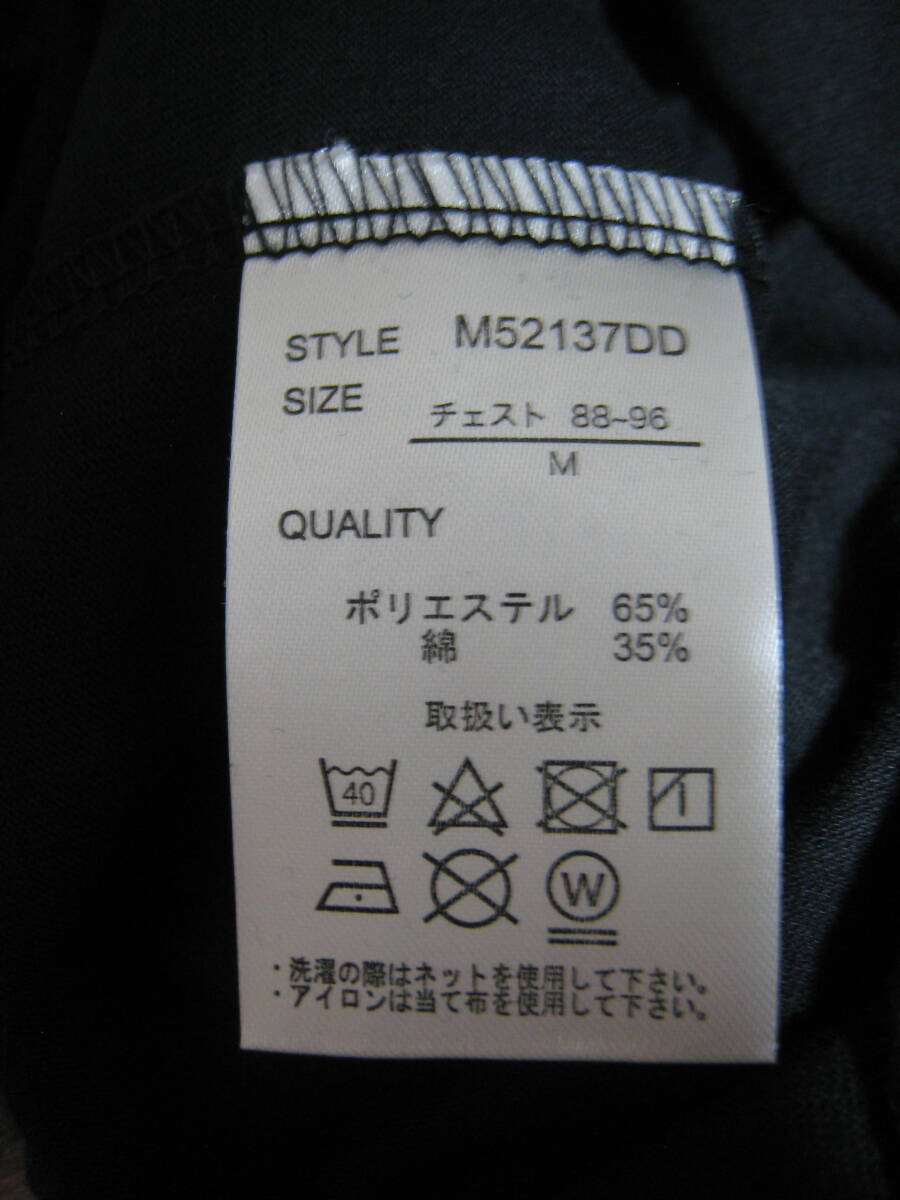 STYLE M52137DD
SIZE チェスト 88~96
M
QUALITY
ポリエステル 65%
綿 35%
取扱い表示
40
W
・洗濯の際はネットを使用して下さい。
・アイロンは当て布を使用して下さい。